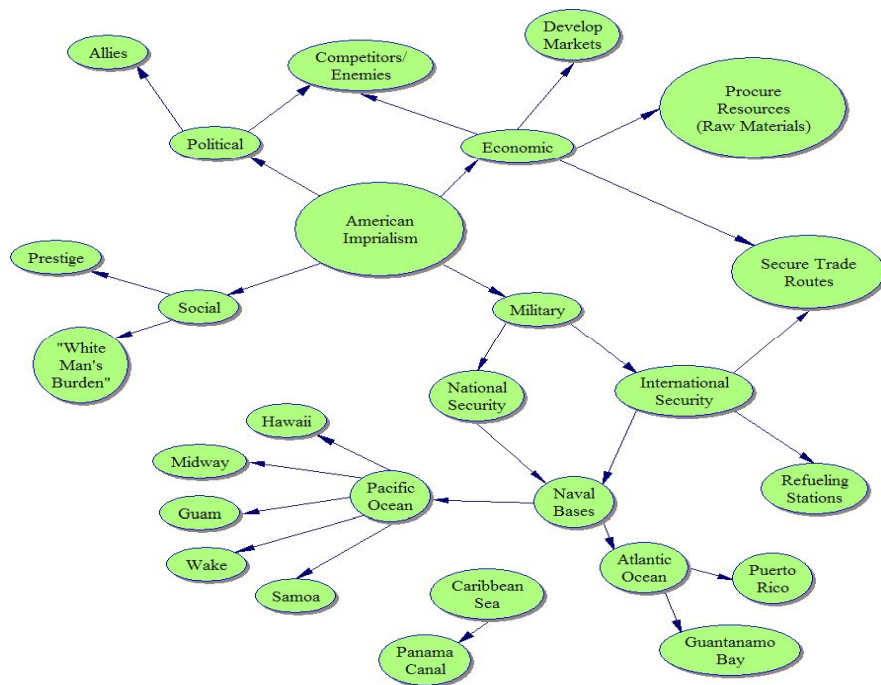 Develop
Markets
Allies
Competitors/
Enemies
Procure
Resources
(Raw Materials)
Political
Economic
American
Imprialism
Prestige
Secure Trade
Routes
Social
Military
"White
Man's
Burden"
National
Security
International
Security
Hawaii
Midway
Pacific
Ocean
Naval
Bases
Refueling
Stations
Guam
Wake
Atlantic
Ocean
Puerto
Rico
Samoa
Caribbean
Sea
Panama
Canal
Guantanamo
Bay